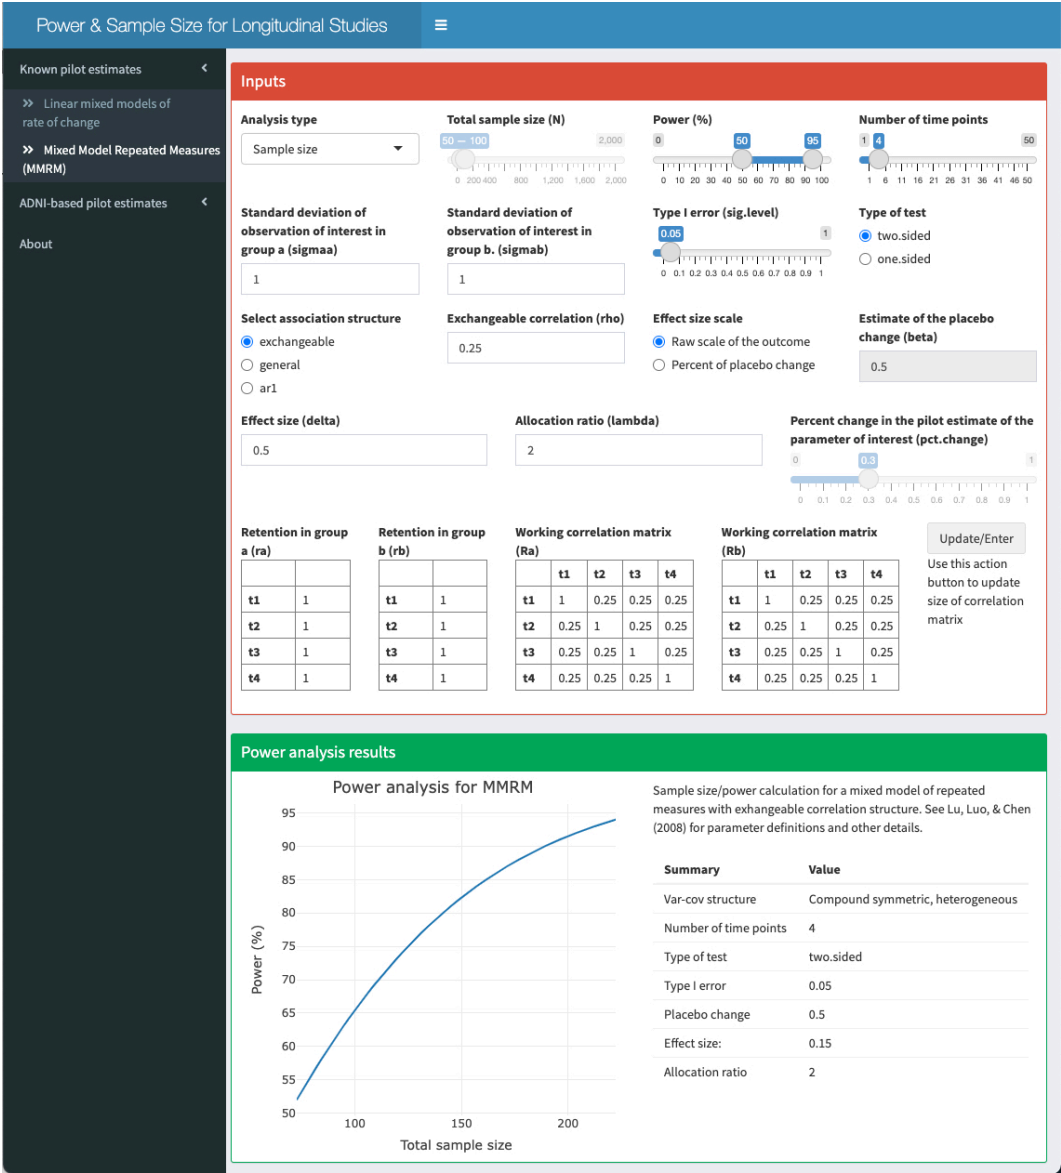 Power & Sample Size for Longitudinal Studies
Known pilot estimates
Linear mixed models of
rate of change
Mixed Model Repeated Measures
(MMRM)
ADNI-based pilot estimates
About
Inputs
Analysis type
Sample size
Total sample size (N)
50 — 100 2,000
0 200 400 800 1,200 1,600 2,000
Power (%)
0 50 95
0 10 20 30 40 50 60 70 80 90 100
Number of time points
1 4 50
1 6 11 16 21 26 31 36 41 46 50
Standard deviation of
observation of interest in
group a (sigmaa)
1
Standard deviation of
observation of interest in
group b. (sigmab)
1
Type I error (sig.level)
0.05 1
0 0.1 0.2 0.3 0.4 0.5 0.6 0.7 0.8 0.9 1
Type of test
two.sided
one.sided
Select association structure
exchangeable
general
ar1
Exchangeable correlation (rho)
0.25
Effect size scale
Raw scale of the outcome
Percent of placebo change
Estimate of the placebo
change (beta)
0.5
Effect size (delta)
0.5
Allocation ratio (lambda)
2
Percent change in the pilot estimate of the
parameter of interest (pct.change)
0 0.3 1
0 0.1 0.2 0.3 0.4 0.5 0.6 0.7 0.8 0.9 1
Retention in group
a (ra)
t1 1
t2 1
t3 1
t4 1
Retention in group
b (rb)
t1 1
t2 1
t3 1
t4 1
Working correlation matrix
(Ra)
t1 t2 t3 t4
t1 1 0.25 0.25 0.25
t2 0.25 1 0.25 0.25
t3 0.25 0.25 1 0.25
t4 0.25 0.25 0.25 1
Working correlation matrix
(Rb)
t1 t2 t3 t4
t1 1 0.25 0.25 0.25
t2 0.25 1 0.25 0.25
t3 0.25 0.25 1 0.25
t4 0.25 0.25 0.25 1
Update/Enter
Use this action
button to update
size of correlation
matrix
Power analysis results
Power analysis for MMRM
95
90
85
80
75
70
65
60
55
50
Power (%)
100 150 200
Total sample size
Sample size/power calculation for a mixed model of repeated
measures with exhangeable correlation structure. See Lu, Luo, & Chen
(2008) for parameter definitions and other details.
Summary Value
Var-cov structure Compound symmetric, heterogeneous
Number of time points 4
Type of test two.sided
Type I error 0.05
Placebo change 0.5
Effect size: 0.15
Allocation ratio 2